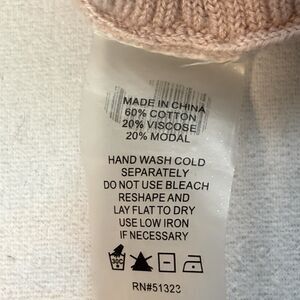 MADE IN CHINA
60% COTTON
20% VISCOSE
20% MODAL
HAND WASH COLD
SEPARATELY
DO NOT USE BLEACH
RESHAPE AND
LAY FLAT TO DRY
USE LOW IRON
IF NECESSARY
30C
RN#51323